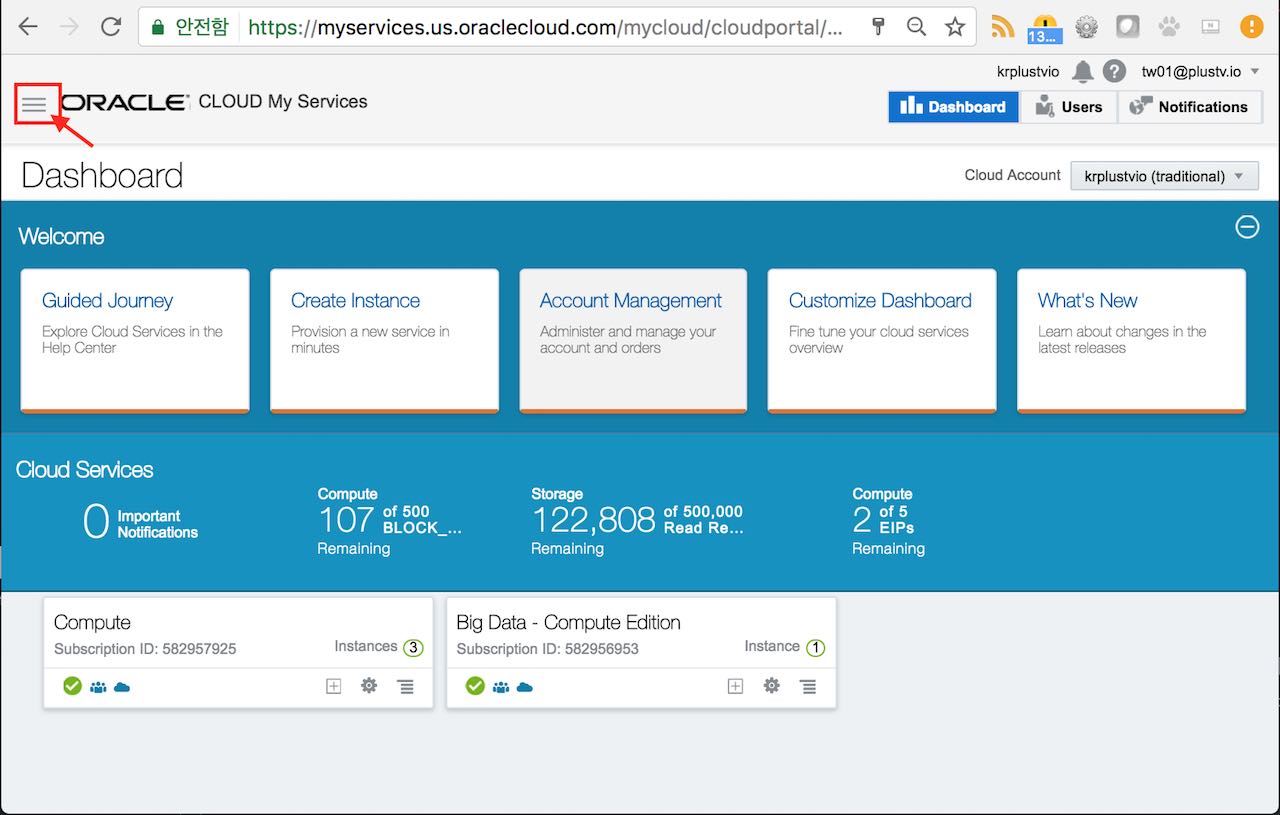 안전함 https://myservices.us.oraclecloud.com/mycloud/cloudportal/...
13...
krplustvio tw01@plustv.io
ORACLE CLOUD My Services
Dashboard Users Notifications
Dashboard
Cloud Account krplustvio (traditional)
Welcome
Guided Journey
Explore Cloud Services in the
Help Center
Create Instance
Provision a new service in
minutes
Account Management
Administer and manage your
account and orders
Customize Dashboard
Fine tune your cloud services
overview
What's New
Learn about changes in the
latest releases
Cloud Services
0 Important
Notifications
Compute
107 of 500
BLOCK_...
Remaining
Storage
122,808 of 500,000
Read Re...
Remaining
Compute
2 of 5
EIPs
Remaining
Compute
Subscription ID: 582957925
Instances 3
Big Data - Compute Edition
Subscription ID: 582956953
Instance 1